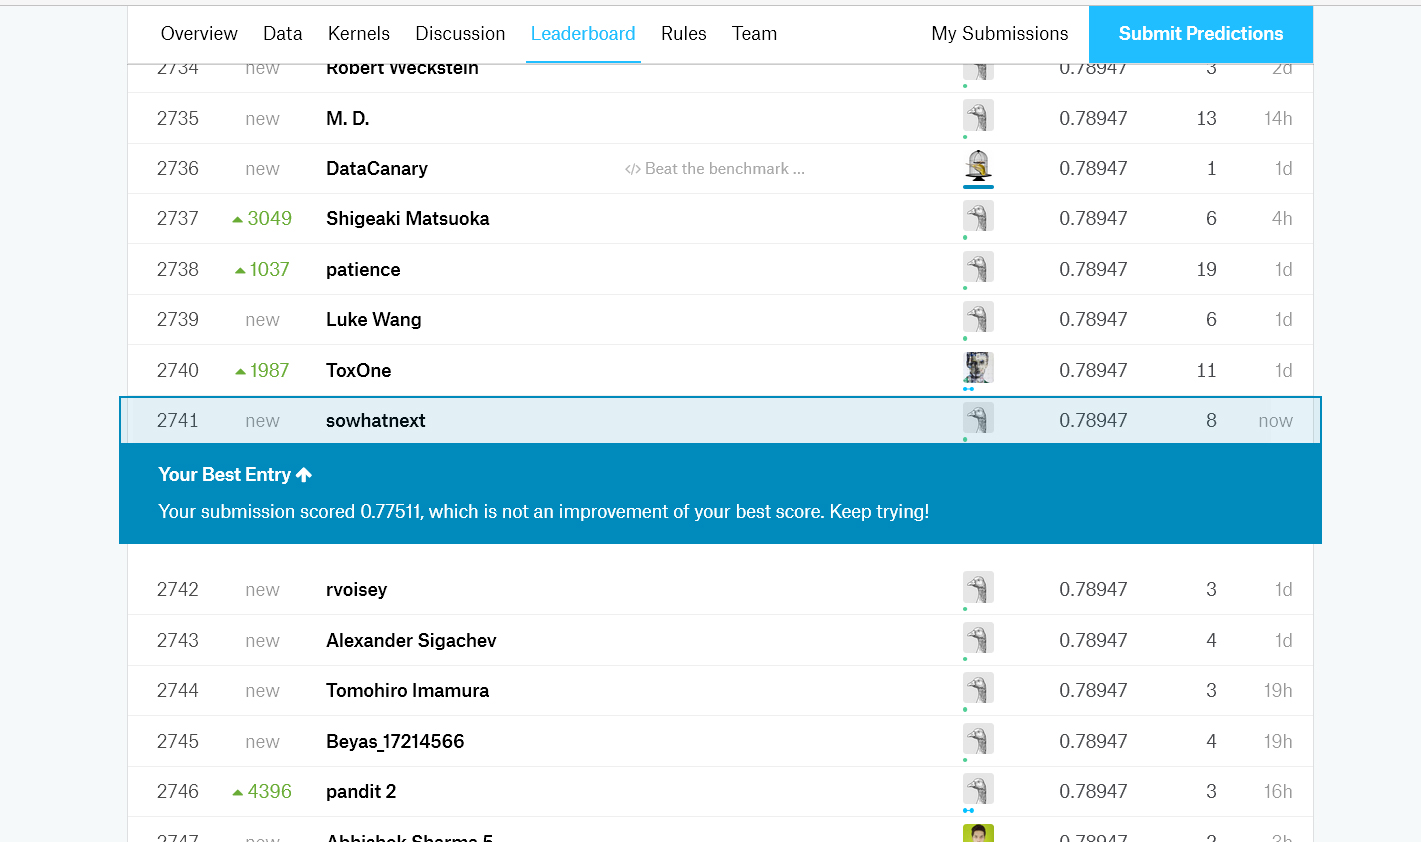 Overview Data Kernels Discussion Leaderboard Rules Team My Submissions Submit Predictions
2734 new Robert Weckstein 0.78947 3 2d
2735 new M. D. 0.78947 13 14h
2736 new DataCanary </> Beat the benchmark ... 0.78947 1 1d
2737 3049 Shigeaki Matsuoka 0.78947 6 4h
2738 1037 patience 0.78947 19 1d
2739 new Luke Wang 0.78947 6 1d
2740 1987 ToxOne 0.78947 11 1d
2741 new sowhatnext 0.78947 8 now
Your Best Entry
Your submission scored 0.77511, which is not an improvement of your best score. Keep trying!
2742 new rvoisey 0.78947 3 1d
2743 new Alexander Sigachev 0.78947 4 1d
2744 new Tomohiro Imamura 0.78947 3 19h
2745 new Beyas_17214566 0.78947 4 19h
2746 4396 pandit 2 0.78947 3 16h
2747 new Abhishek Sharma 5 0.78947 2 3h